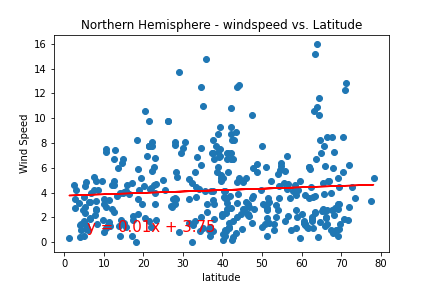 Northern Hemisphere - windspeed vs. Latitude
16
14
12
10
8
6
4
2
0
Wind Speed
y = 0.01x + 3.75
0 10 20 30 40 50 60 70 80
latitude